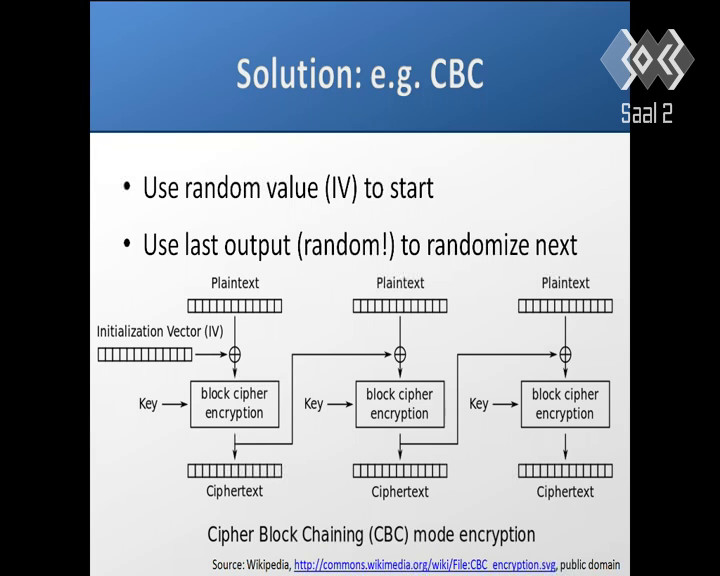 Solution: e.g. CBC
Saal 2
• Use random value (IV) to start
• Use last output (random!) to randomize next
Plaintext Plaintext Plaintext
Initialization Vector (IV)
Key block cipher encryption Key block cipher encryption Key block cipher encryption
Ciphertext Ciphertext Ciphertext
Cipher Block Chaining (CBC) mode encryption
Source: Wikipedia, http://commons.wikimedia.org/wiki/File:CBC_encryption.svg, public domain